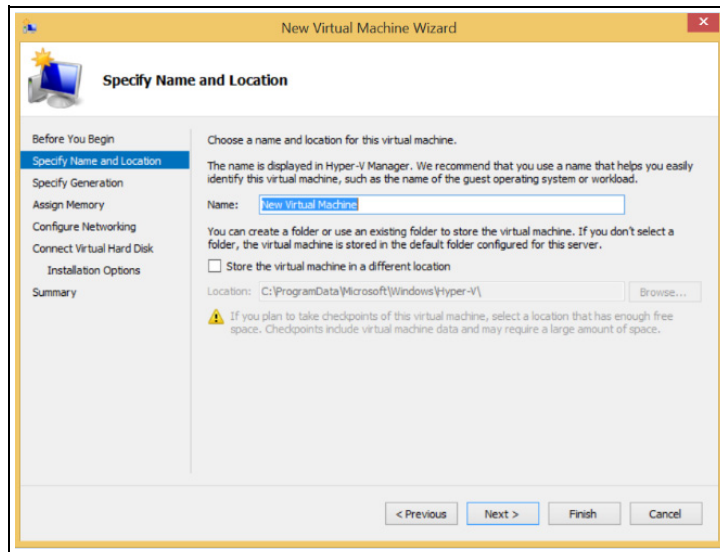 New Virtual Machine Wizard
Specify Name and Location
Before You Begin
Specify Name and Location
Specify Generation
Assign Memory
Configure Networking
Connect Virtual Hard Disk
Installation Options
Summary
Choose a name and location for this virtual machine.
The name is displayed in Hyper-V Manager. We recommend that you use a name that helps you easily
identify this virtual machine, such as the name of the guest operating system or workload.
Name: New Virtual Machine
You can create a folder or use an existing folder to store the virtual machine. If you don't select a
folder, the virtual machine is stored in the default folder configured for this server.
Store the virtual machine in a different location
Location: C:\ProgramData\Microsoft\Windows\Hyper-V\ Browse...
If you plan to take checkpoints of this virtual machine, select a location that has enough free
space. Checkpoints include virtual machine data and may require a large amount of space.
< Previous Next > Finish Cancel